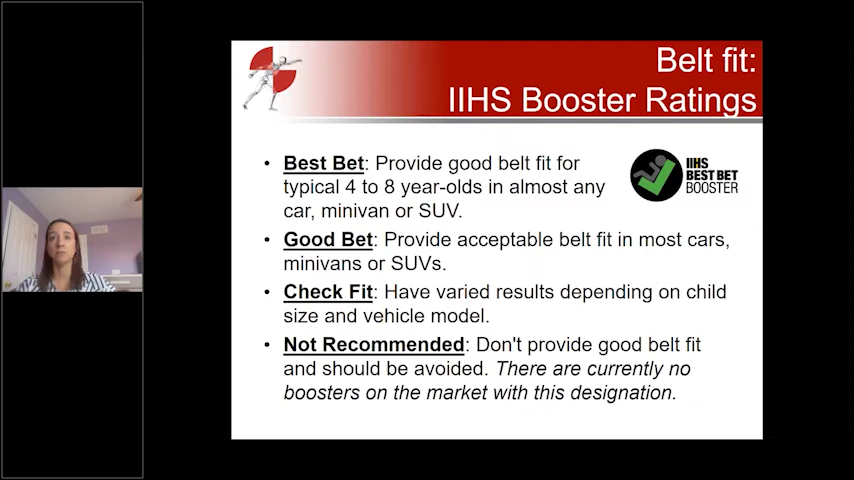 Belt fit:
IIHS Booster Ratings
• Best Bet: Provide good belt fit for
typical 4 to 8 year-olds in almost any
car, minivan or SUV.
IIHS
BEST BET
BOOSTER
• Good Bet: Provide acceptable belt fit in most cars,
minivans or SUVs.
• Check Fit: Have varied results depending on child
size and vehicle model.
• Not Recommended: Don't provide good belt fit
and should be avoided. There are currently no
boosters on the market with this designation.